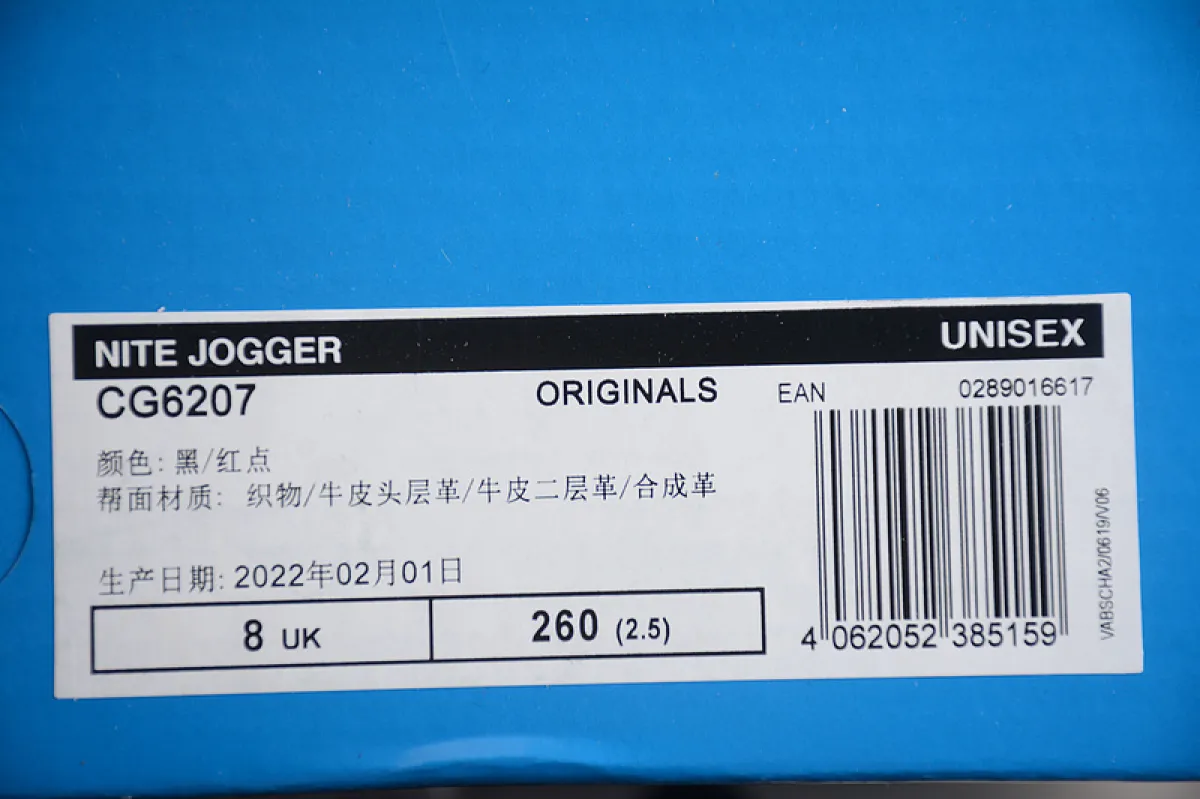 NITE JOGGER UNISEX
CG6207 ORIGINALS EAN 0289016617
颜色: 黑/红点
帮面材质: 织物/牛皮头层革/牛皮二层革/合成革
生产日期: 2022年02月01日
8 UK 260 (2.5)
4 062052 385159
VABSCHA2/0619/V06